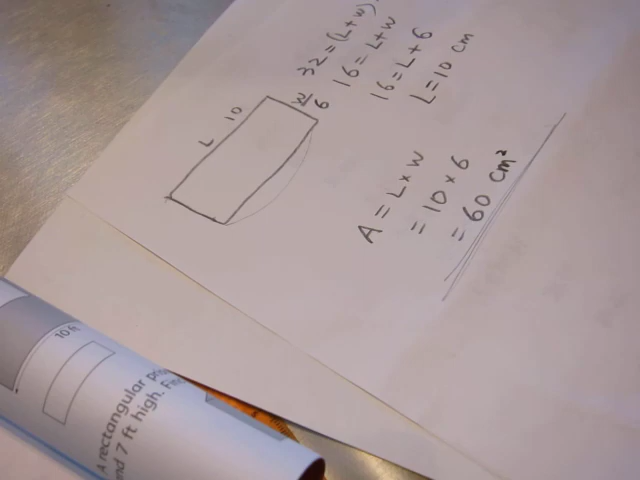 32=(L+W)
16=L+W
16=L+6
L=10 cm
W
6
10
L
A=L×W
=10×6
=60 cm²
10 ft
A rectangular
and 7 ft high. Find